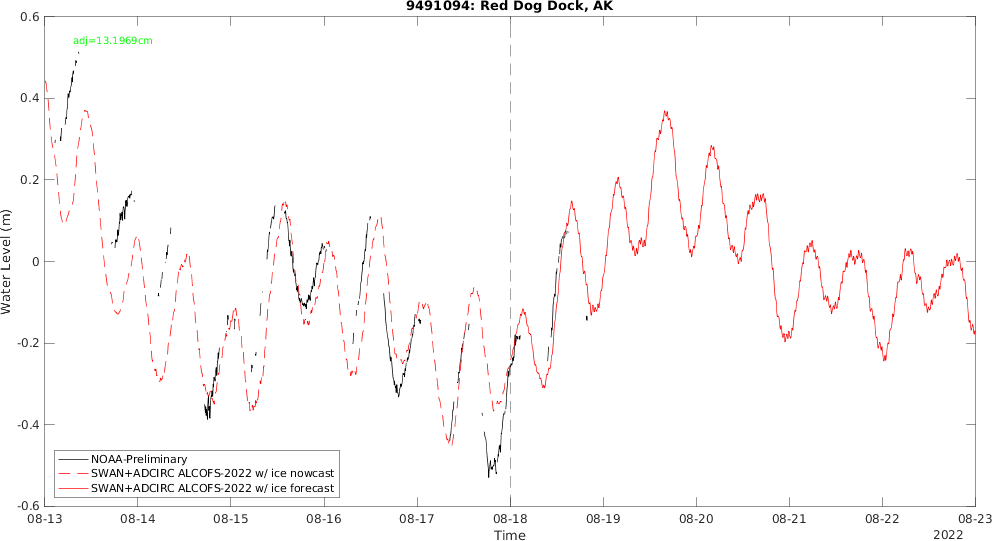 9491094: Red Dog Dock, AK
adj=13.1969cm
Water Level (m)
0.6
0.4
0.2
0
-0.2
-0.4
-0.6
NOAA-Preliminary
SWAN+ADCIRC ALCOFS-2022 w/ ice nowcast
SWAN+ADCIRC ALCOFS-2022 w/ ice forecast
08-13 08-14 08-15 08-16 08-17 08-18 08-19 08-20 08-21 08-22 08-23
Time
2022